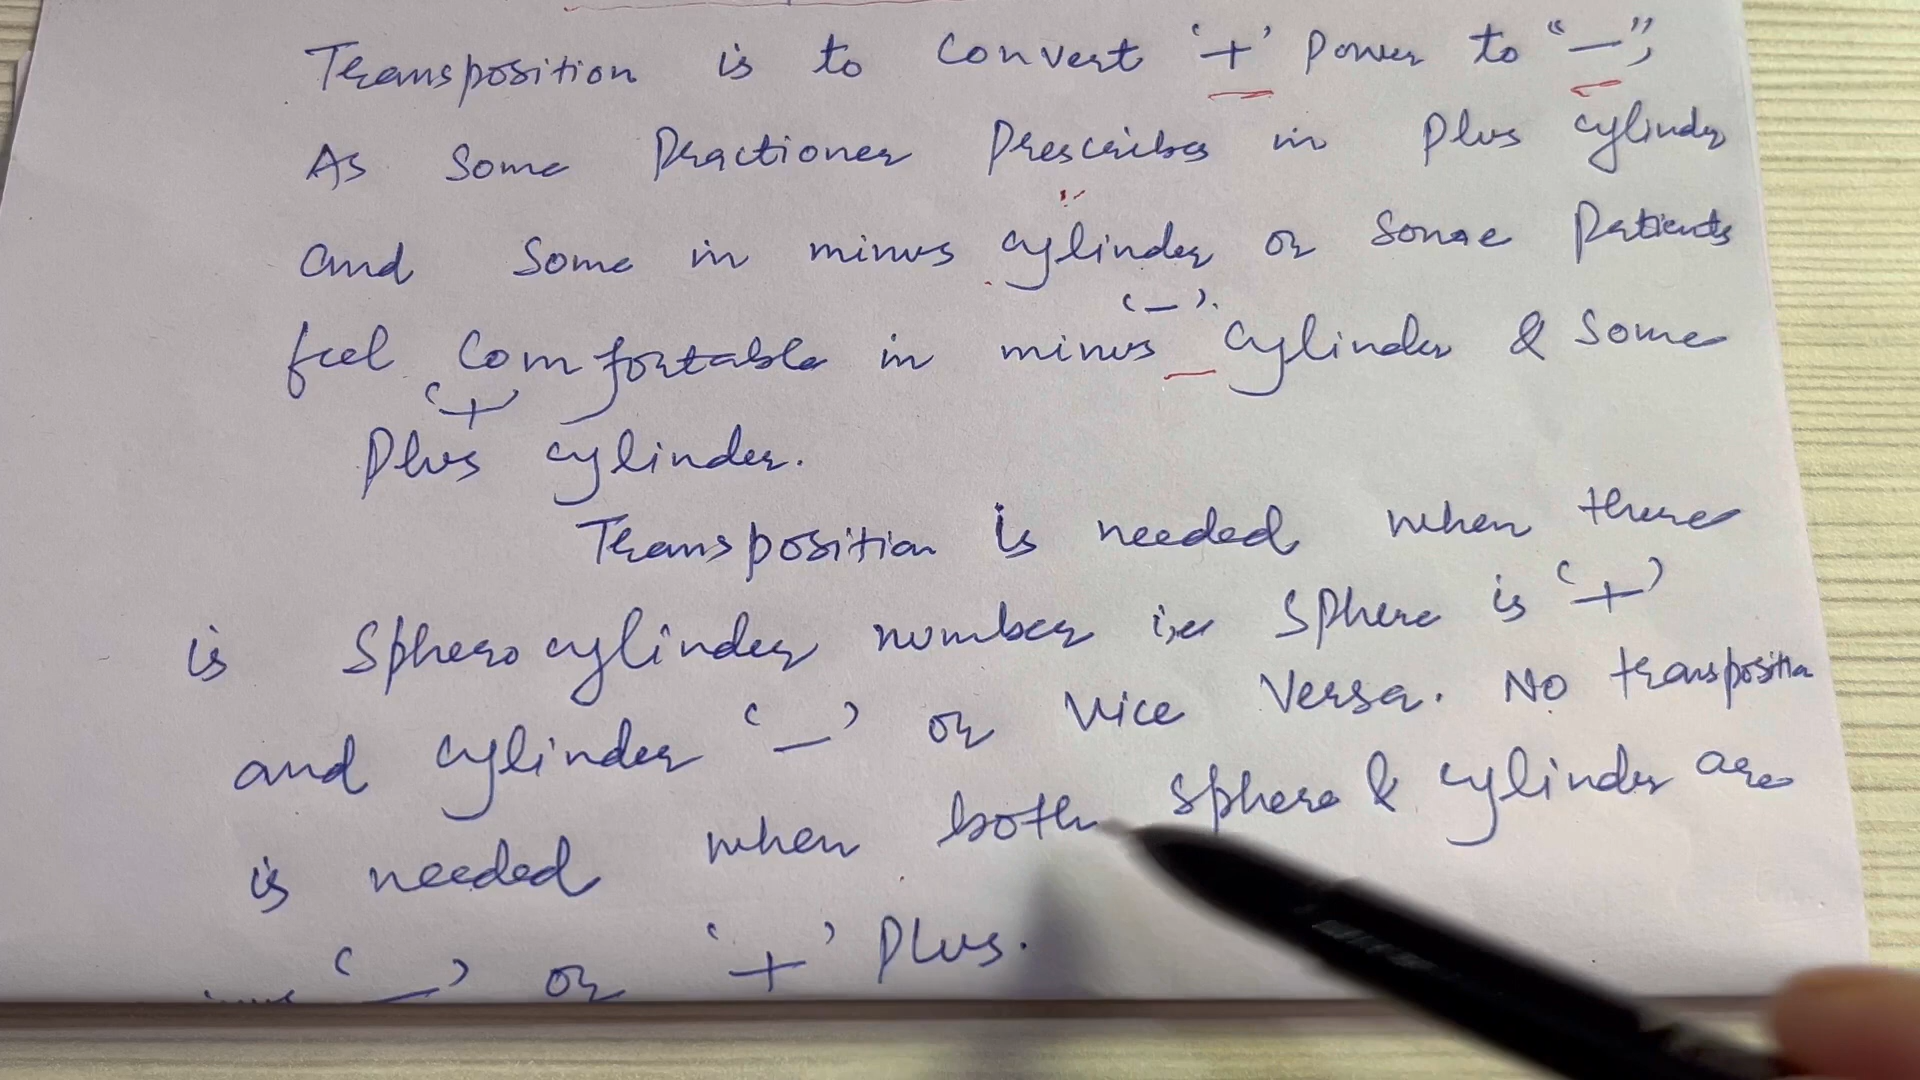 Transposition is to convert '+' power to "—",
As some Practioner Prescribes in plus cylinder
and some in minus cylinder or some patients
(-)
feel comfortable in minus cylinder & some
'+'
Plus cylinder.
Transposition is needed when there
is Spherocylinder number i.e Sphere is '+'
and cylinder '-' or vice versa. No transposition
is needed when both sphere & cylinder are
'-' or '+' Plus.